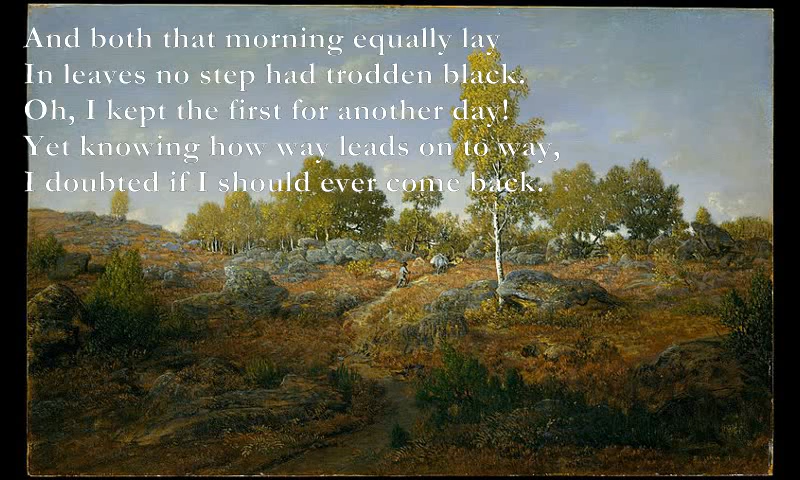 And both that morning equally lay
In leaves no step had trodden black.
Oh, I kept the first for another day!
Yet knowing how way leads on to way,
I doubted if I should ever come back.